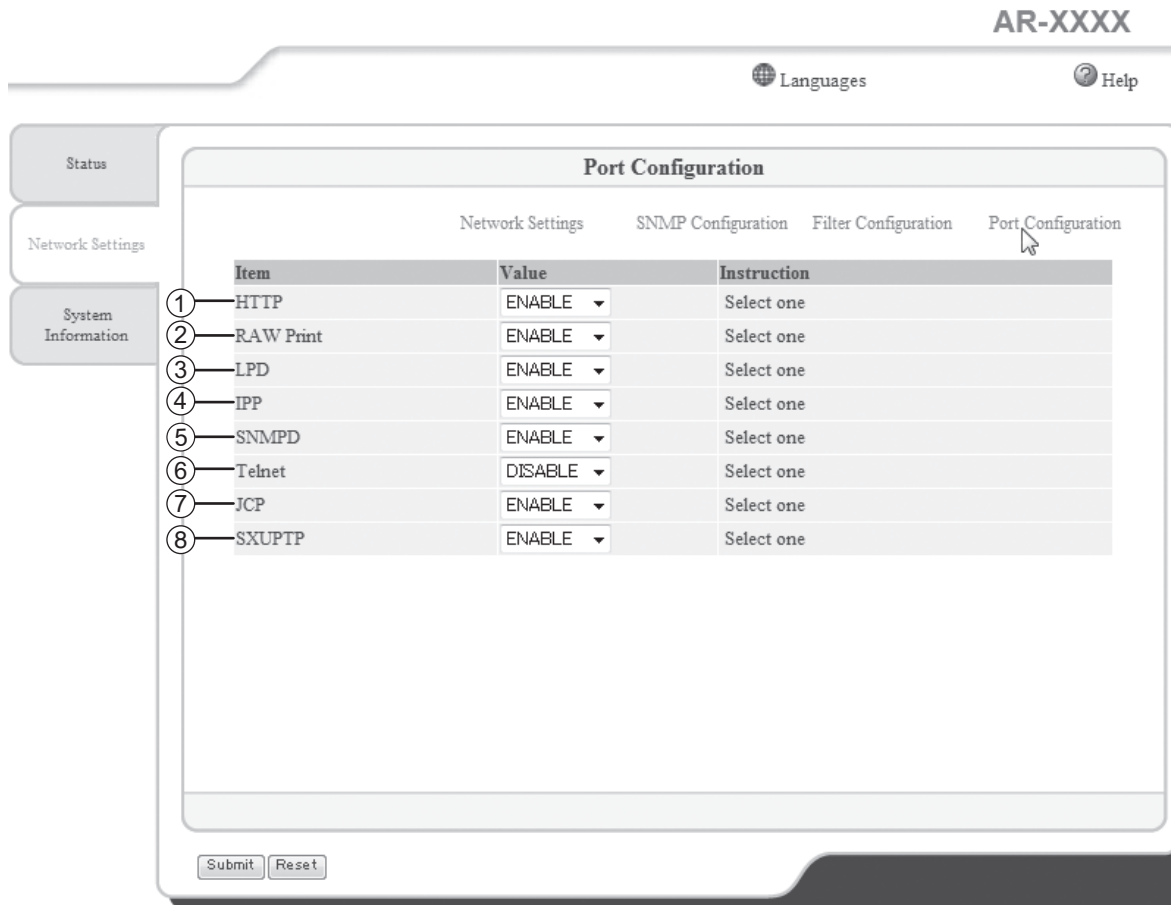 AR-XXXX
Languages Help
Status
Network Settings
System
Information
Port Configuration
Network Settings SNMP Configuration Filter Configuration Port Configuration
Item Value Instruction
1 HTTP ENABLE Select one
2 RAW Print ENABLE Select one
3 LPD ENABLE Select one
4 IPP ENABLE Select one
5 SNMPD ENABLE Select one
6 Telnet DISABLE Select one
7 JCP ENABLE Select one
8 SXUPTP ENABLE Select one
Submit Reset